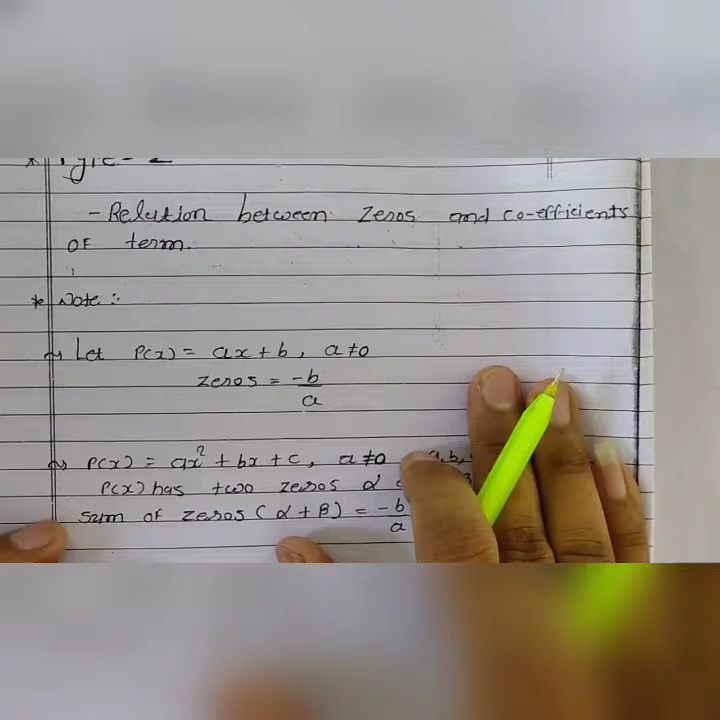 - Relation between zeros and co-efficients
OF term.
* Note :-
Let P(x) = ax + b, a ≠ 0
zeros = -b/a
P(x) = ax² + bx + c, a ≠ 0 a, b,
P(x) has two zeros α
sum of zeros (α + β) = -b/a